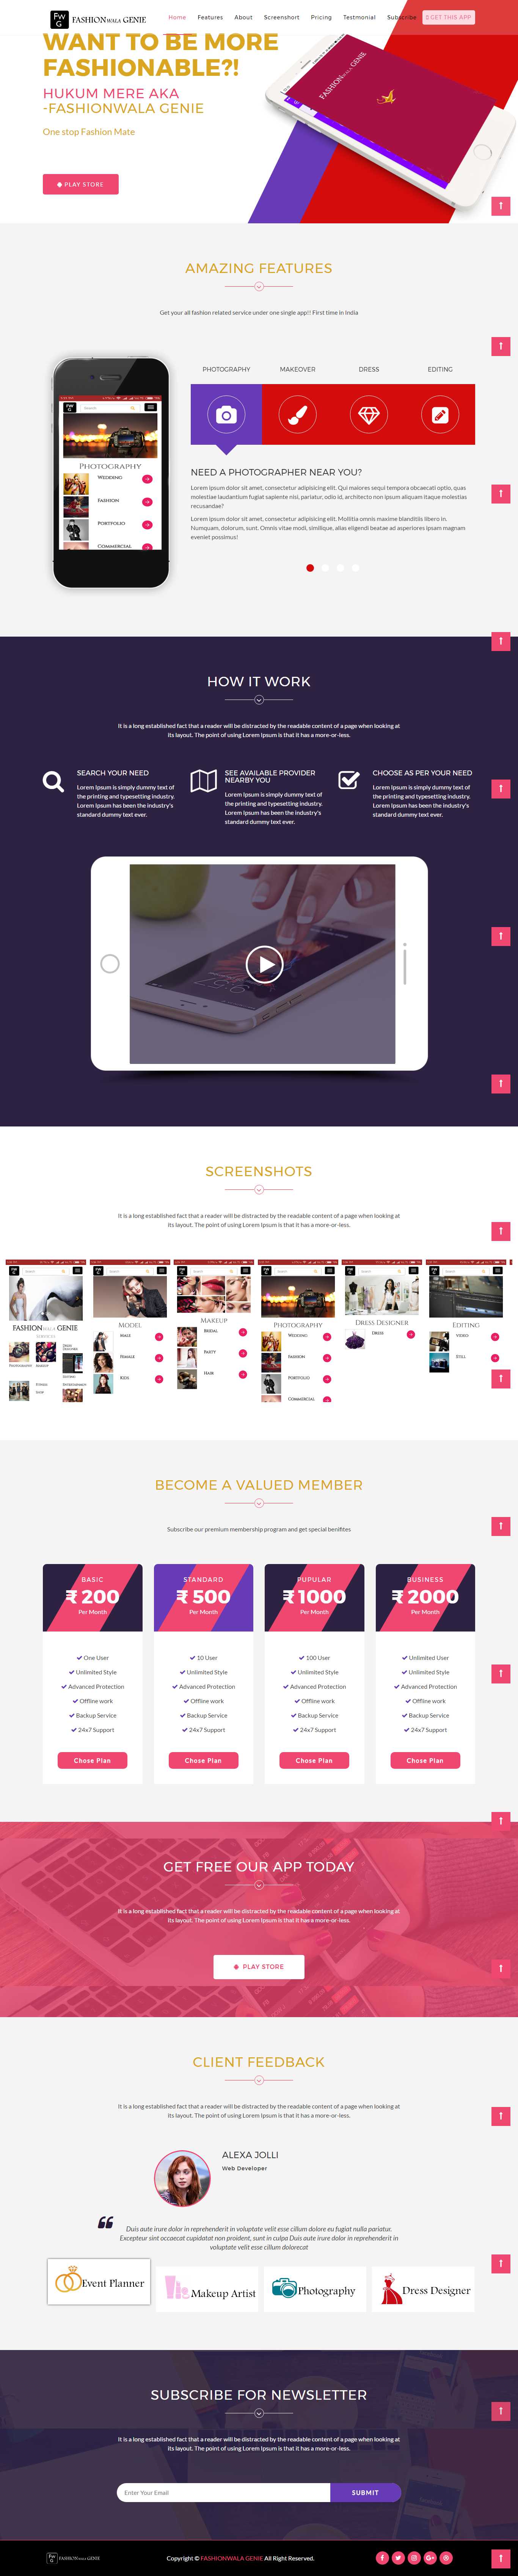 FwG FASHION WALA GENIE
Home Features About Screenshort Pricing Testmonial Subscribe GET THIS APP
WANT TO BE MORE
FASHIONABLE?!
HUKUM MERE AKA
-FASHIONWALA GENIE
One stop Fashion Mate
PLAY STORE
FASHION WALA GENIE
AMAZING FEATURES
Get your all fashion related service under one single app!! First time in India
PHOTOGRAPHY MAKEOVER DRESS EDITING
FwG Search
PHOTOGRAPHY
WEDDING
FASHION
PORTFOLIO
COMMERCIAL
NEED A PHOTOGRAPHER NEAR YOU?
Lorem ipsum dolor sit amet, consectetur adipisicing elit. Qui maiores sequi tempora obcaecati optio, quas
molestiae laudantium fugiat sapiente nisi, pariatur, odio id, architecto non ipsum aliquam itaque molestias
recusandae?
Lorem ipsum dolor sit amet, consectetur adipisicing elit. Mollitia omnis maxime blanditiis libero in.
Numquam, dolorum, sunt. Omnis vitae modi, similique, alias eligendi beatae ad asperiores ipsam magnam
eveniet possimus!
HOW IT WORK
It is a long established fact that a reader will be distracted by the readable content of a page when looking at
its layout. The point of using Lorem Ipsum is that it has a more-or-less.
SEARCH YOUR NEED
Lorem Ipsum is simply dummy text of
the printing and typesetting industry.
Lorem Ipsum has been the industry's
standard dummy text ever.
SEE AVAILABLE PROVIDER
NEARBY YOU
Lorem Ipsum is simply dummy text of
the printing and typesetting industry.
Lorem Ipsum has been the industry's
standard dummy text ever.
CHOOSE AS PER YOUR NEED
Lorem Ipsum is simply dummy text of
the printing and typesetting industry.
Lorem Ipsum has been the industry's
standard dummy text ever.
SCREENSHOTS
It is a long established fact that a reader will be distracted by the readable content of a page when looking at
its layout. The point of using Lorem Ipsum is that it has a more-or-less.
FASHION WALA GENIE
SERVICES
PHOTOGRAPHY MAKEUP
EDITING
MODEL
MALE
FEMALE
KIDS
MAKEUP
BRIDAL
PARTY
HAIR
PHOTOGRAPHY
WEDDING
FASHION
PORTFOLIO
COMMERCIAL
DRESS DESIGNER
DRESS
EDITING
VIDEO
STILL
BECOME A VALUED MEMBER
Subscribe our premium membership program and get special benifites
BASIC
₹ 200
Per Month
One User
Unlimited Style
Advanced Protection
Offline work
Backup Service
24x7 Support
Chose Plan
STANDARD
₹ 500
Per Month
10 User
Unlimited Style
Advanced Protection
Offline work
Backup Service
24x7 Support
Chose Plan
PUPULAR
₹ 1000
Per Month
100 User
Unlimited Style
Advanced Protection
Offline work
Backup Service
24x7 Support
Chose Plan
BUSINESS
₹ 2000
Per Month
Unlimited User
Unlimited Style
Advanced Protection
Offline work
Backup Service
24x7 Support
Chose Plan
GET FREE OUR APP TODAY
It is a long established fact that a reader will be distracted by the readable content of a page when looking at
its layout. The point of using Lorem Ipsum is that it has a more-or-less.
PLAY STORE
CLIENT FEEDBACK
It is a long established fact that a reader will be distracted by the readable content of a page when looking at
its layout. The point of using Lorem Ipsum is that it has a more-or-less.
ALEXA JOLLI
Web Developer
Duis aute irure dolor in reprehenderit in voluptate velit esse cillum dolore eu fugiat nulla pariatur.
Excepteur sint occaecat cupidatat non proident, sunt in culpa Duis aute irure dolor in reprehenderit in
voluptate velit esse cillum dolorecat
Event Planner
Makeup Artist
Photography
Dress Designer
SUBSCRIBE FOR NEWSLETTER
It is a long established fact that a reader will be distracted by the readable content of a page when looking at
its layout. The point of using Lorem Ipsum is that it has a more-or-less.
Enter Your Email SUBMIT
FwG FASHION WALA GENIE
Copyright © FASHIONWALA GENIE All Right Reserved.